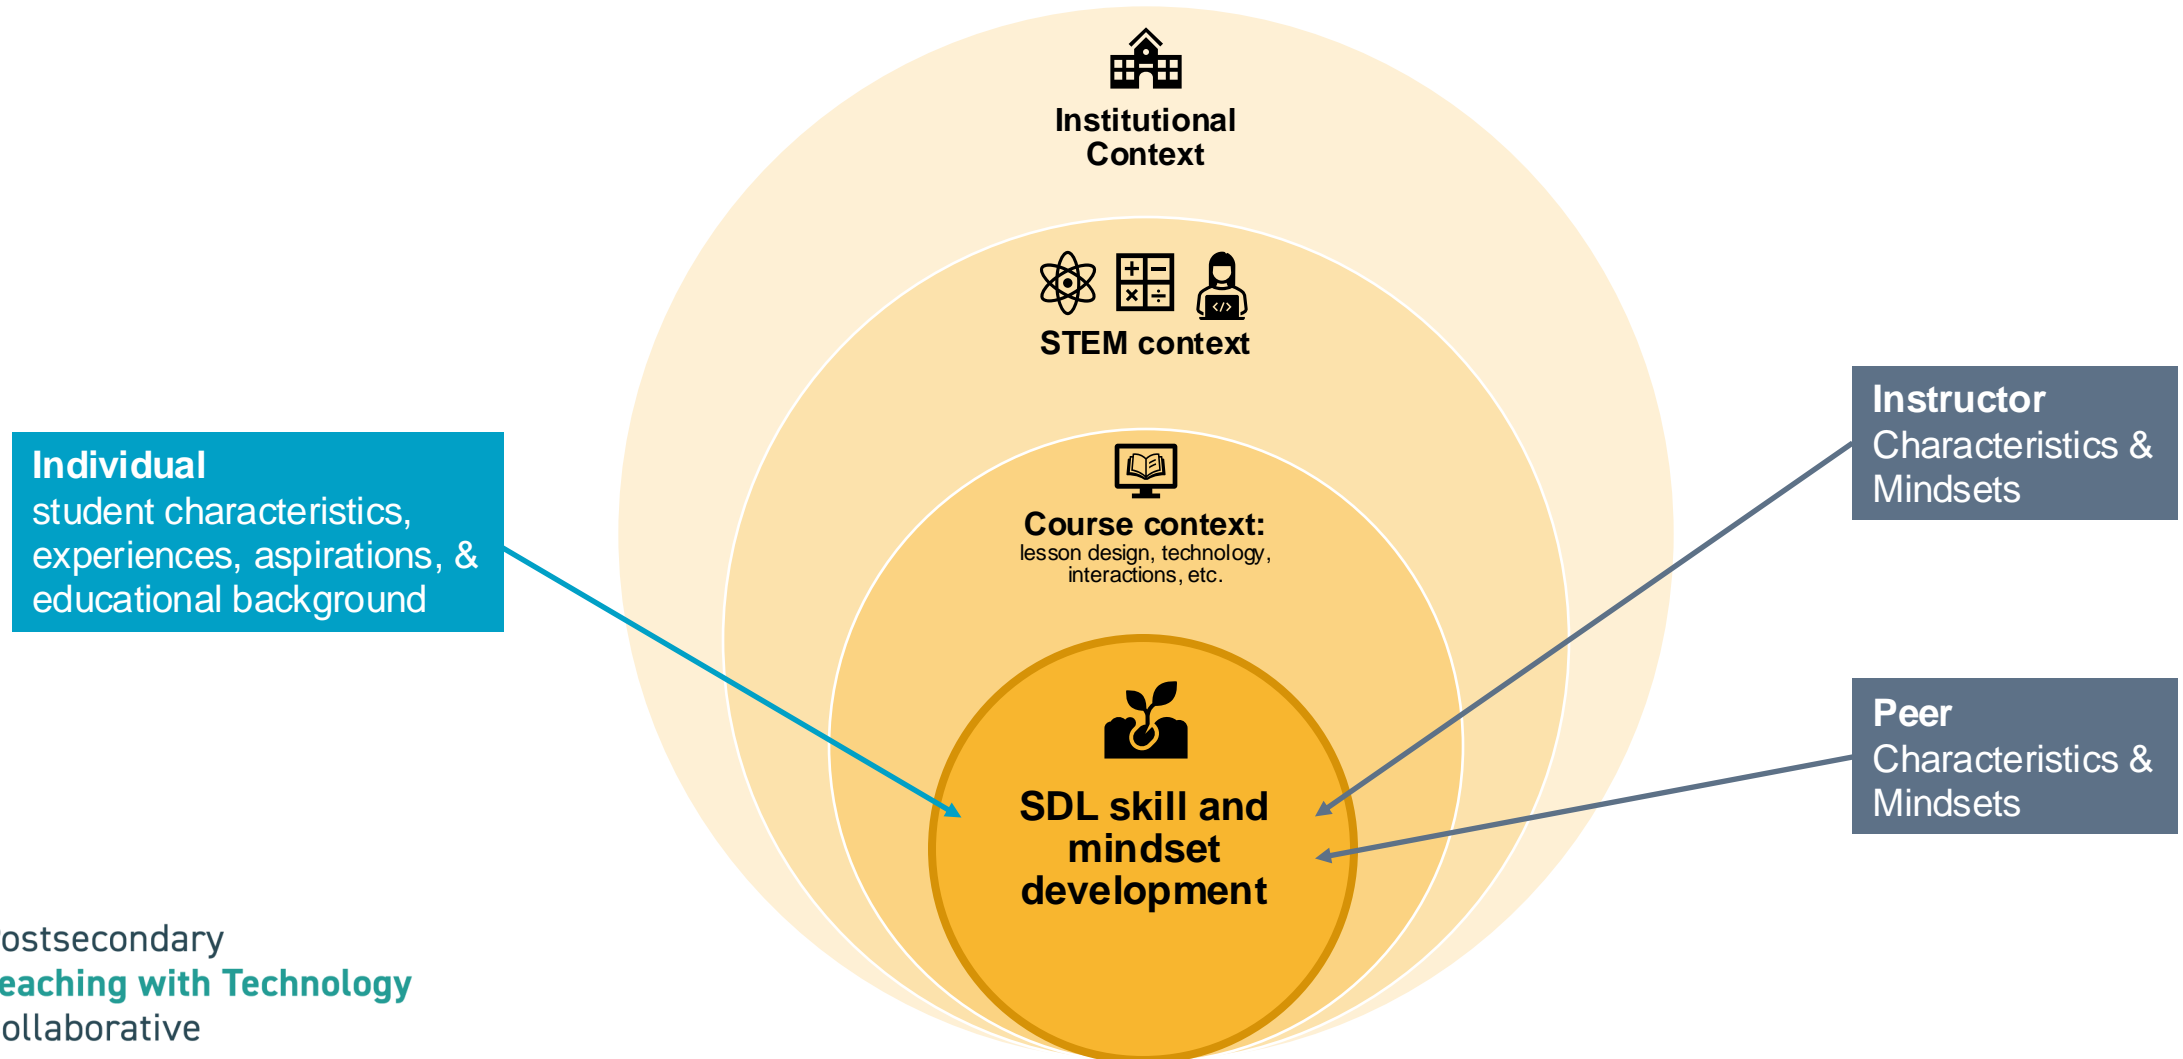 Institutional
Context
STEM context
Course context:
lesson design, technology,
interactions, etc.
SDL skill and
mindset
development
Individual
student characteristics,
experiences, aspirations, &
educational background
Instructor
Characteristics &
Mindsets
Peer
Characteristics &
Mindsets
ostsecondary
eaching with Technology
ollaborative